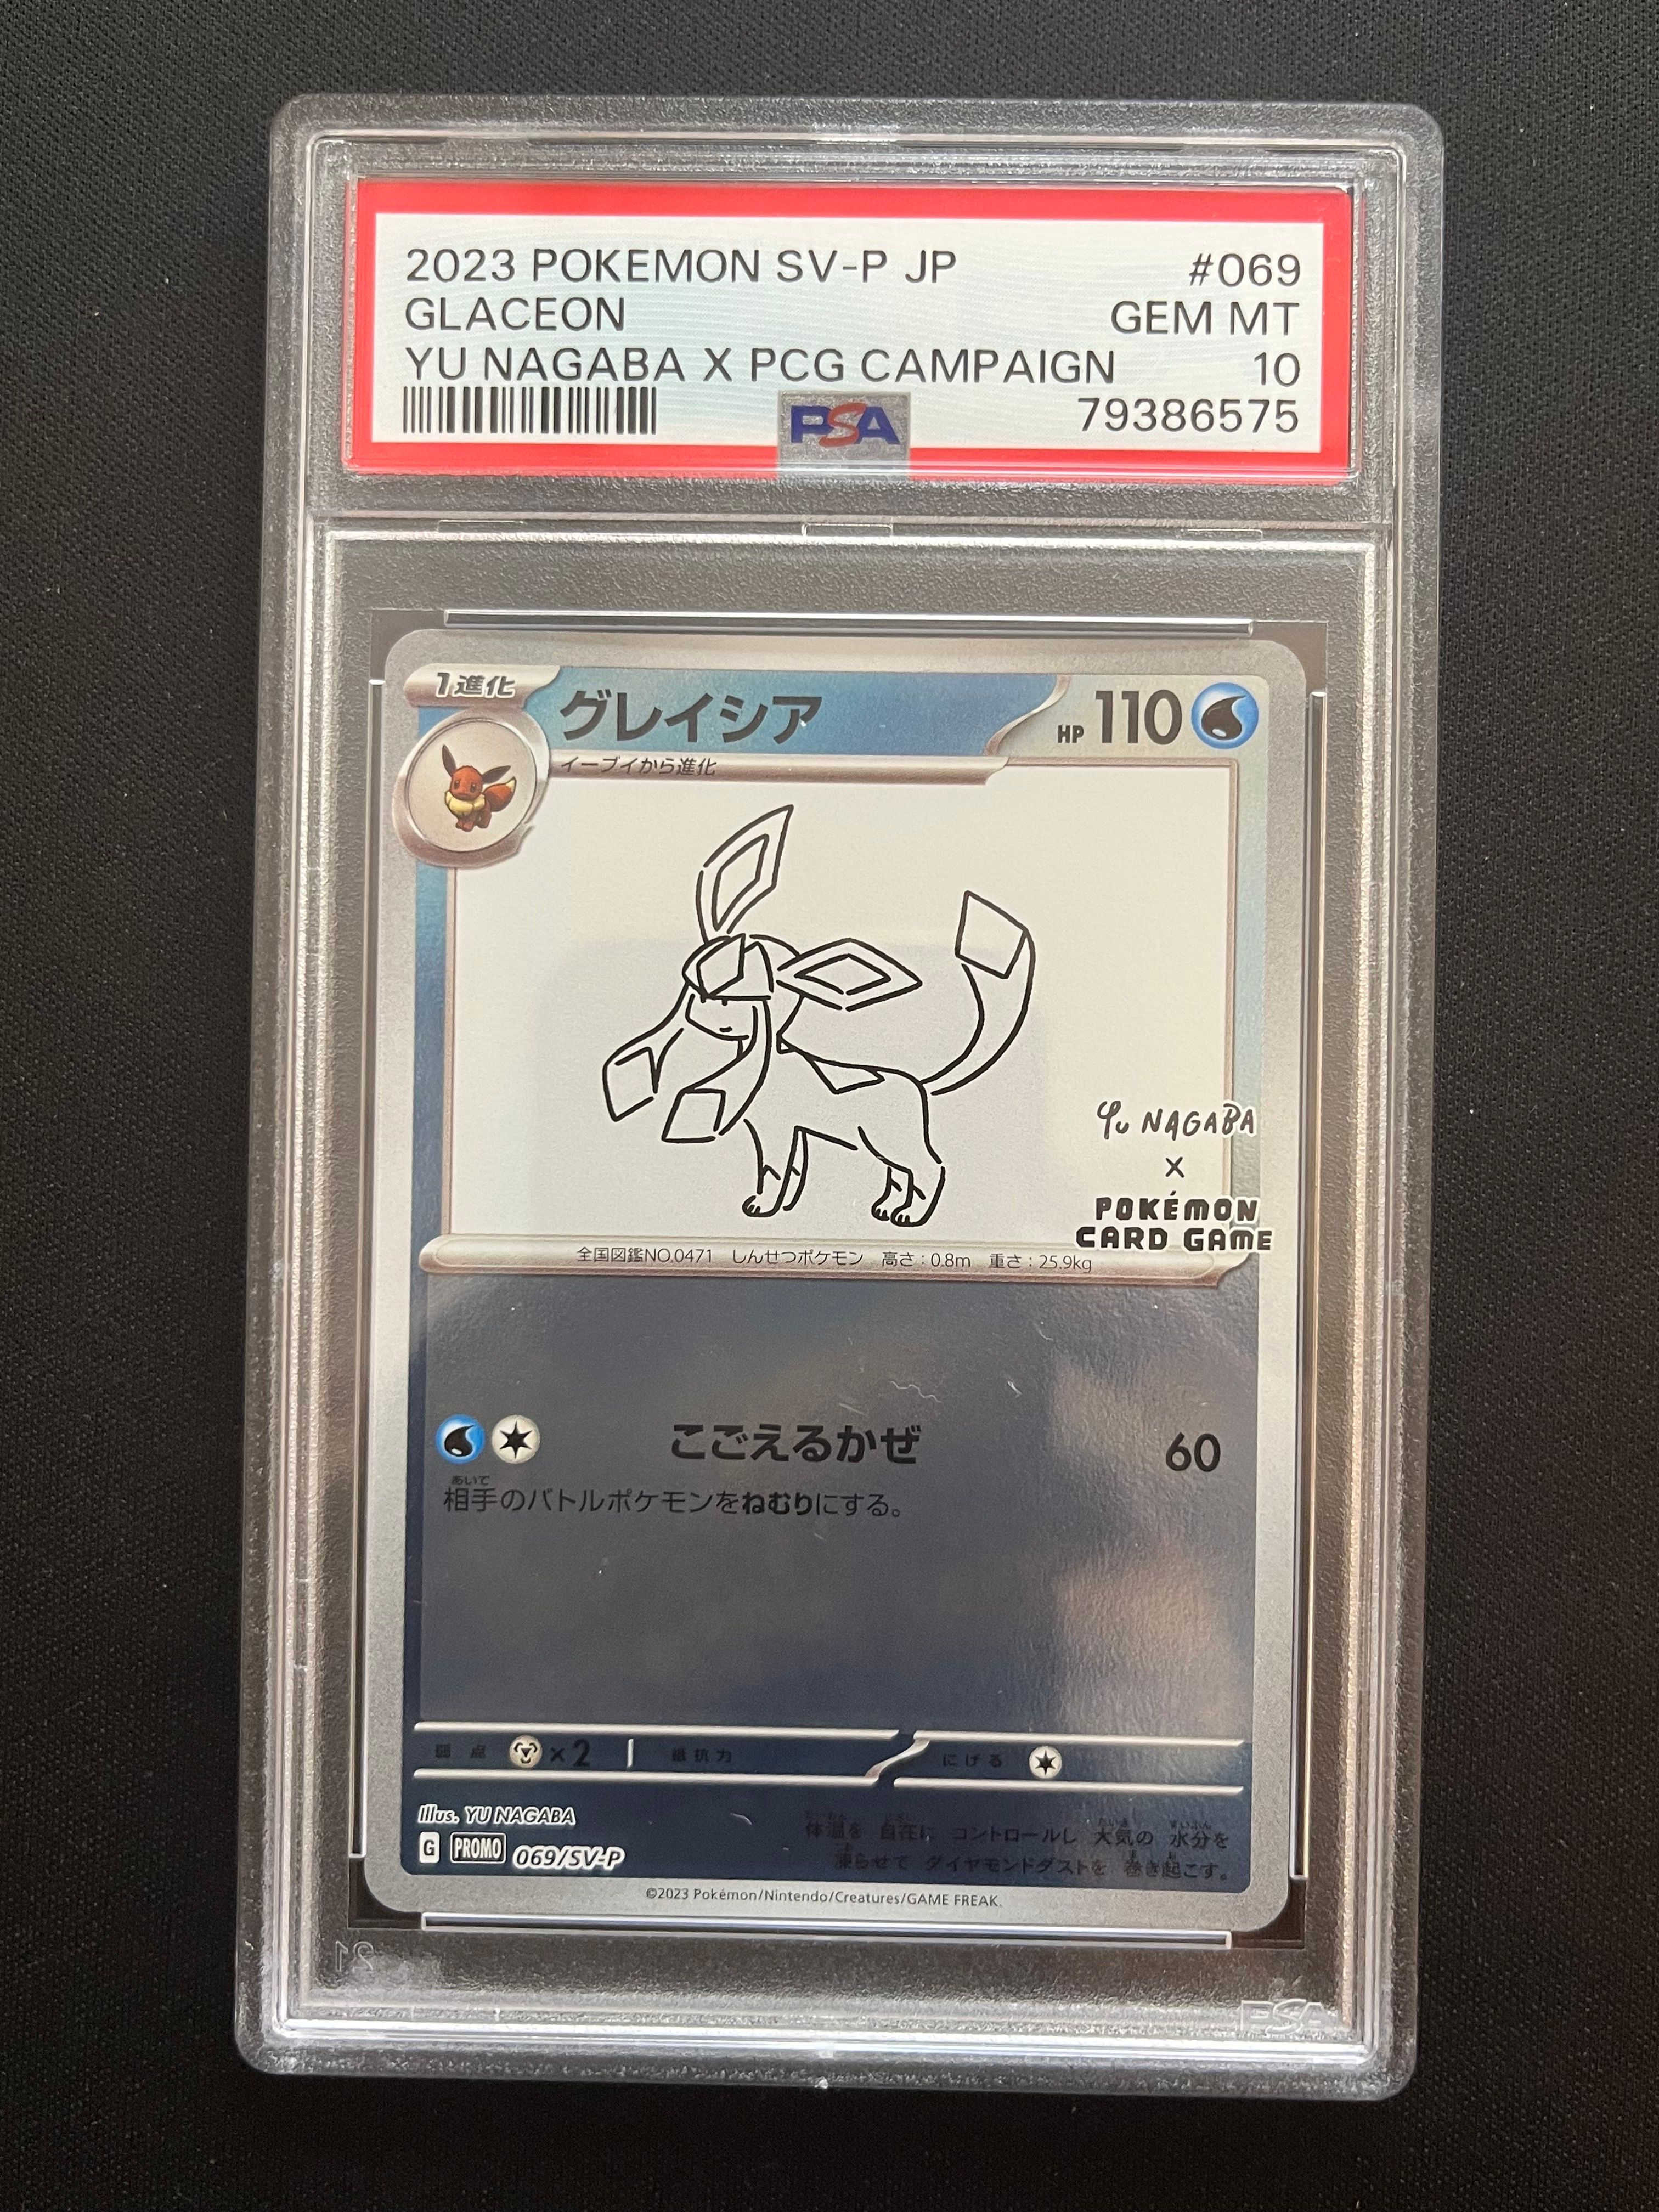 2023 POKEMON SV-P JP #069
GLACEON GEM MT
YU NAGABA X PCG CAMPAIGN 10
PSA 79386575
1進化 グレイシア HP 110
イーブイから進化
Yu NAGABA
×
POKÉMON
CARD GAME
全国図鑑NO.0471 しんせつポケモン 高さ:0.8m 重さ:25.9kg
こごえるかぜ 60
あいて
相手のバトルポケモンをねむりにする。
弱点 ×2 抵抗力 にげる
Illus. YU NAGABA
G PROMO 069/SV-P
体温を 自在に コントロールし 大気の 水分を
凍らせて ダイヤモンドダストを 巻き起こす。
©2023 Pokémon/Nintendo/Creatures/GAME FREAK.
PSA